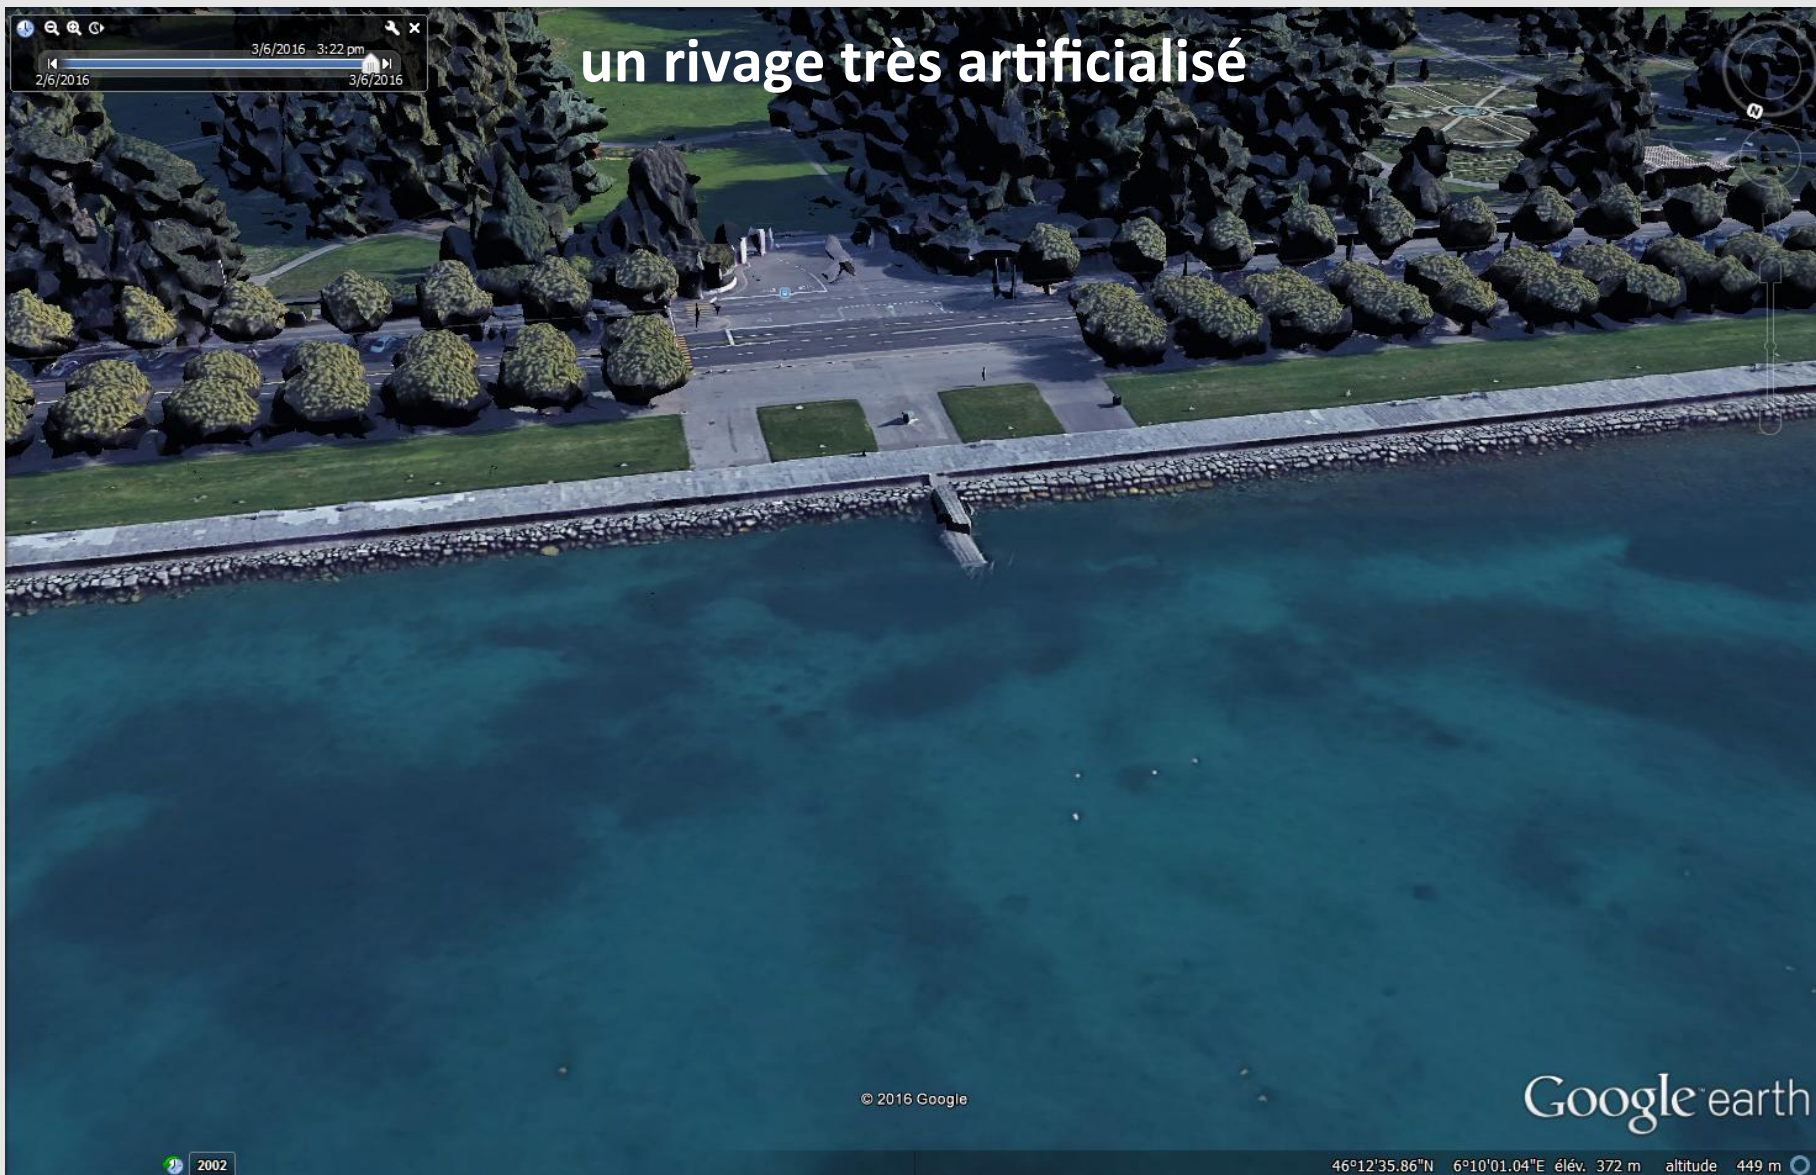 3/6/2016 3:22 pm
2/6/2016
3/6/2016
un rivage très artificialisé
N
© 2016 Google
Google earth
2002
46°12'35.86"N 6°10'01.04"E élév. 372 m altitude 449 m